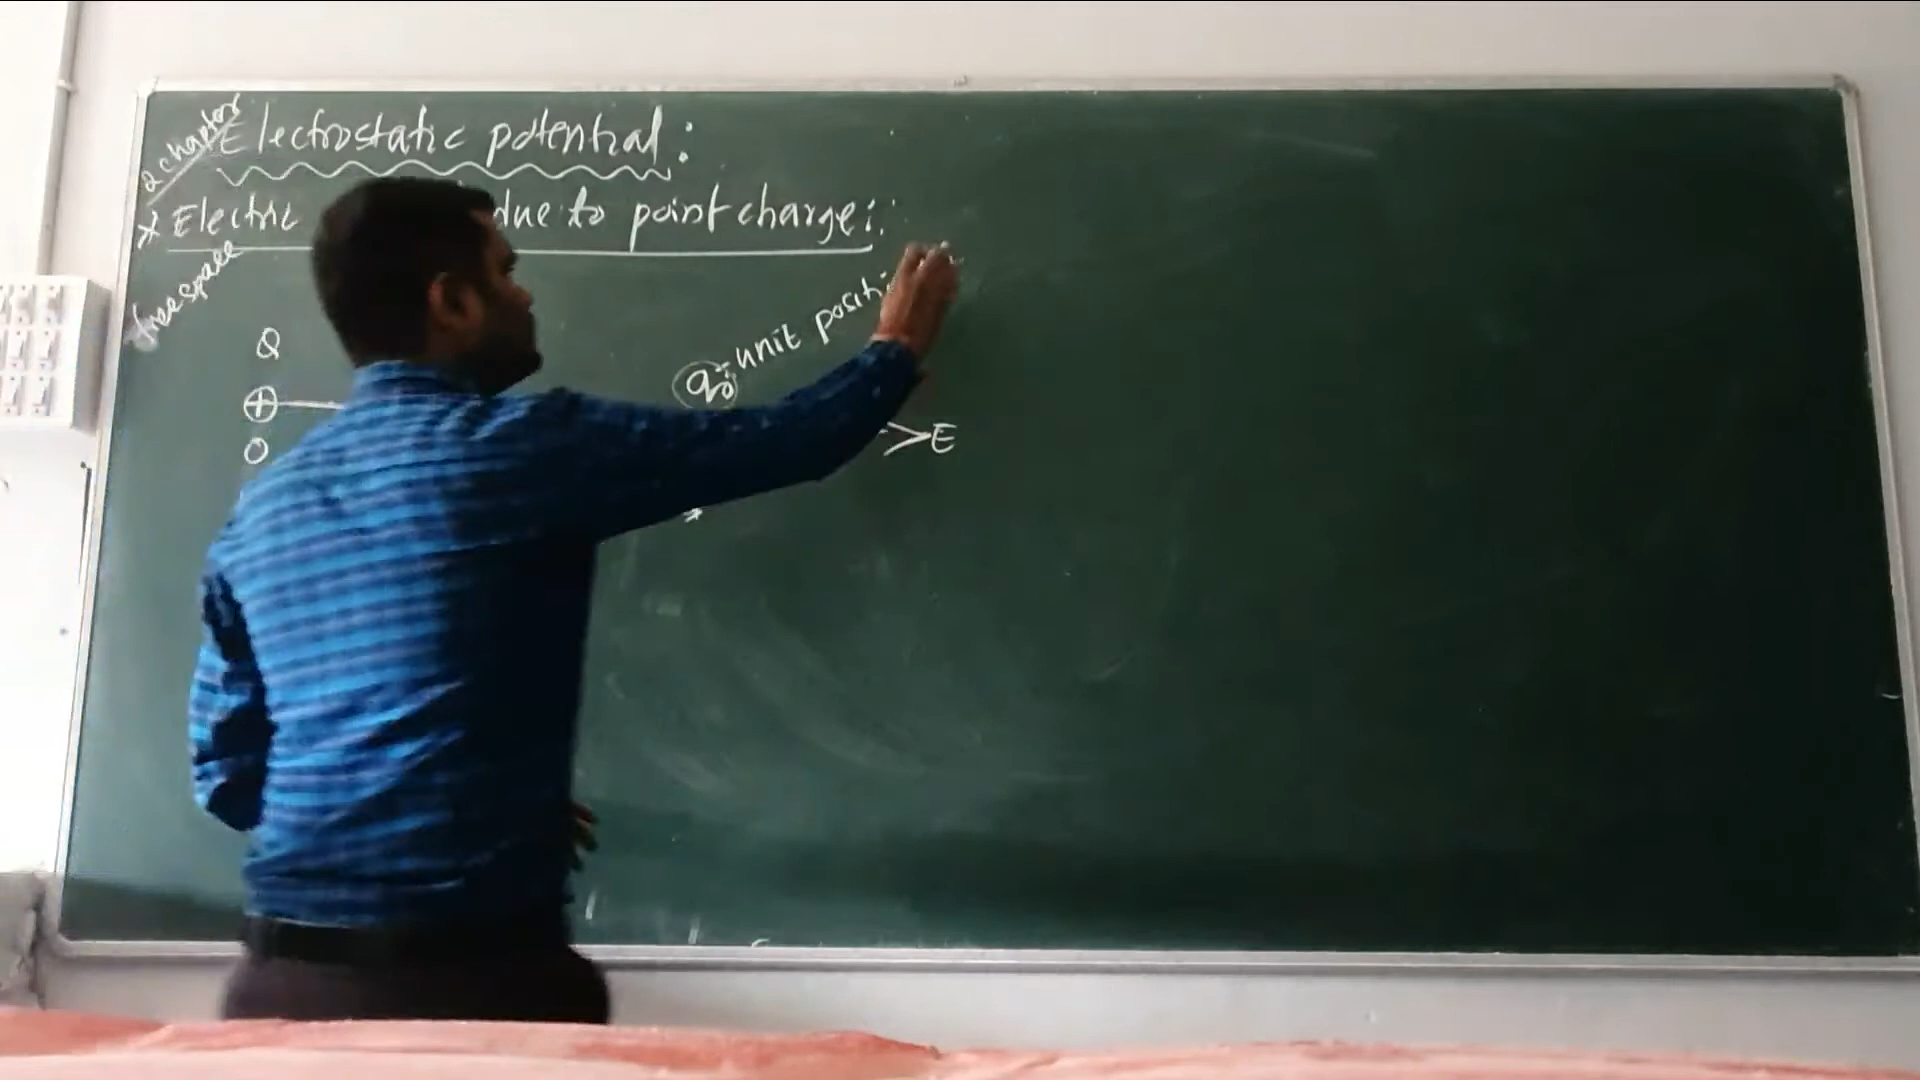 2 chapter
Electrostatic potential :
* Electric due to point charge :
free space
Q
q₀ - unit positi
+
E
O